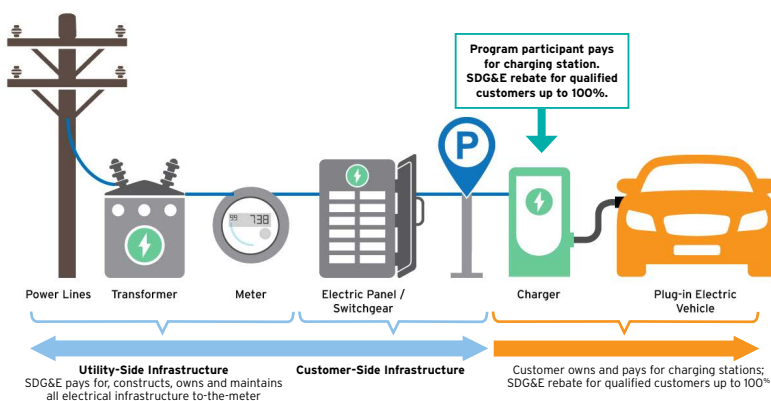 Program participant pays
for charging station.
SDG&E rebate for qualified
customers up to 100%.
P
99 738
Power Lines
Transformer
Meter
Electric Panel /
Switchgear
Charger
Plug-in Electric
Vehicle
Utility-Side Infrastructure
SDG&E pays for, constructs, owns and maintains
all electrical infrastructure to-the-meter
Customer-Side Infrastructure
Customer owns and pays for charging stations;
SDG&E rebate for qualified customers up to 100%